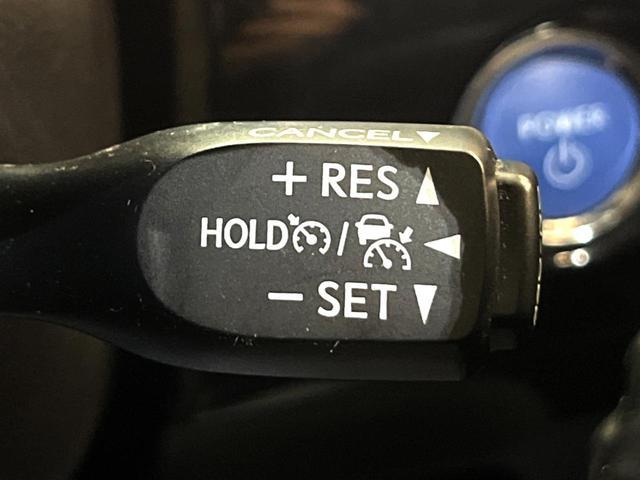 CANCEL
+ RES
HOLD /
− SET
POWER